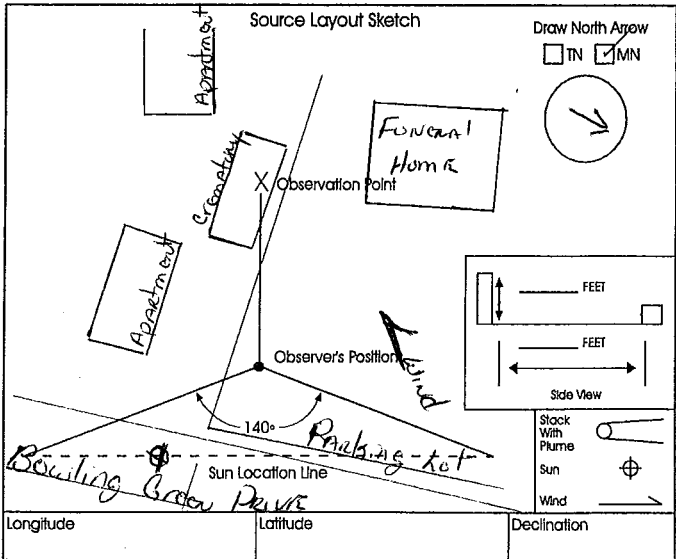 Source Layout Sketch
Draw North Arrow
TN MN
Apartment
Funeral
Home
Crematory
X Observation Point
Apartment
FEET
FEET
Side View
Observer's Position
Wind
140°
Parking Lot
Sun Location Line
Bowling Green Drive
Stack
With
Plume
Sun
Wind
Longitude
Latitude
Declination